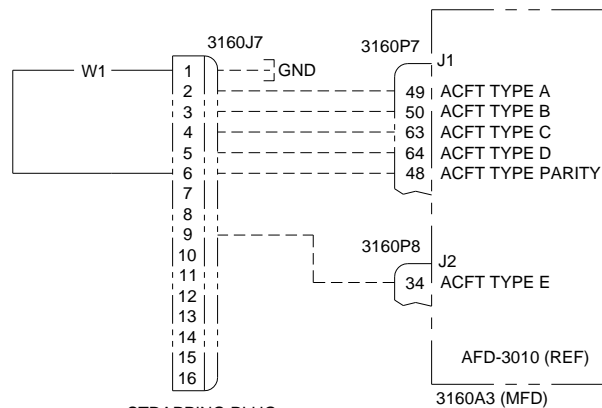 3160J7
3160P7
J1
W1
1
GND
2
49 ACFT TYPE A
3
50 ACFT TYPE B
4
63 ACFT TYPE C
5
64 ACFT TYPE D
6
48 ACFT TYPE PARITY
7
8
9
3160P8
J2
10
11
34 ACFT TYPE E
12
13
14
15
AFD-3010 (REF)
16
3160A3 (MFD)
STRAPPING PLUG